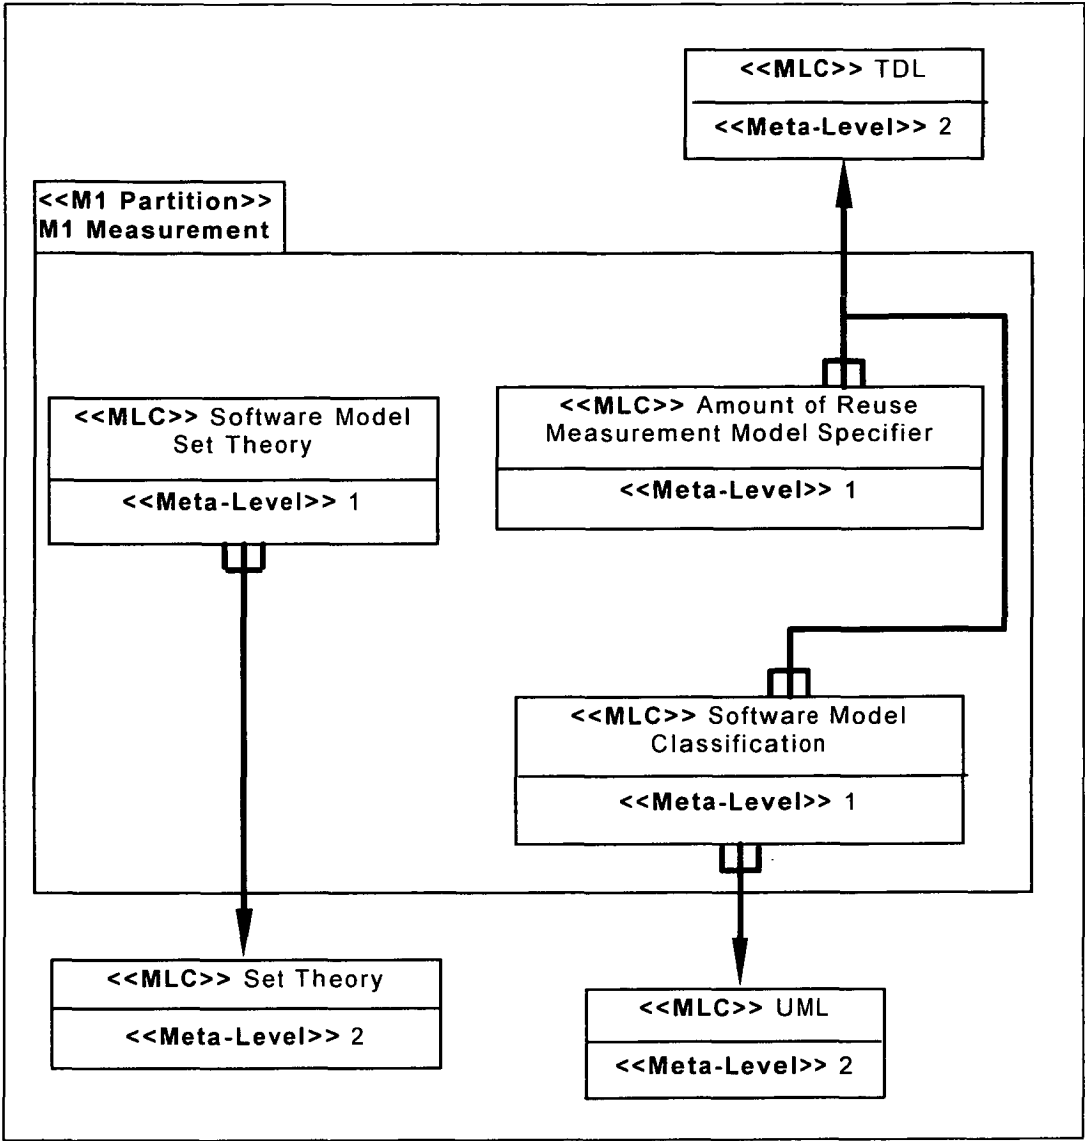 <<MLC>> TDL
<<Meta-Level>> 2
<<M1 Partition>>
M1 Measurement
<<MLC>> Software Model
Set Theory
<<Meta-Level>> 1
<<MLC>> Amount of Reuse
Measurement Model Specifier
<<Meta-Level>> 1
<<MLC>> Software Model
Classification
<<Meta-Level>> 1
<<MLC>> Set Theory
<<Meta-Level>> 2
<<MLC>> UML
<<Meta-Level>> 2